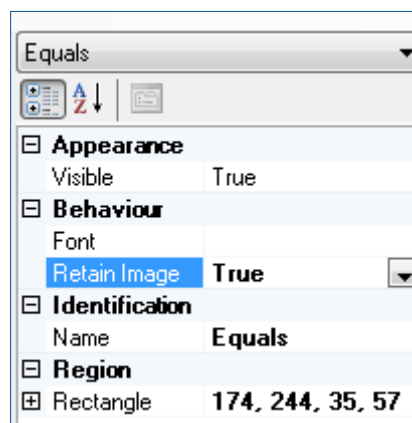 Equals
A
Z
Appearance
Visible True
Behaviour
Font
Retain Image True
Identification
Name Equals
Region
Rectangle 174, 244, 35, 57